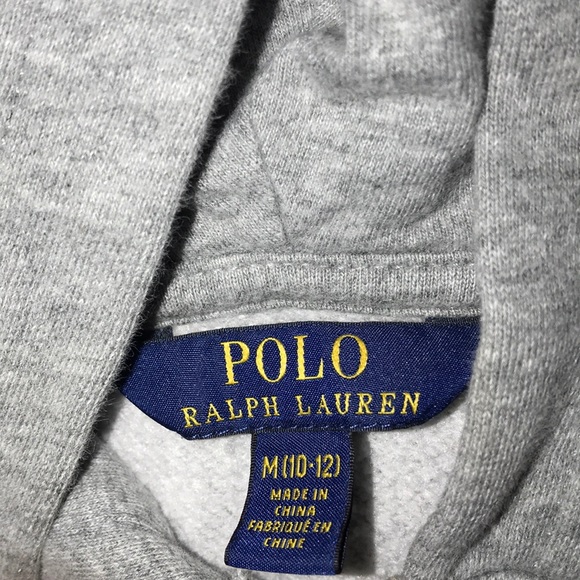 POLO
RALPH LAUREN
M(10-12)
MADE IN
CHINA
FABRIQUÉ EN
CHINE